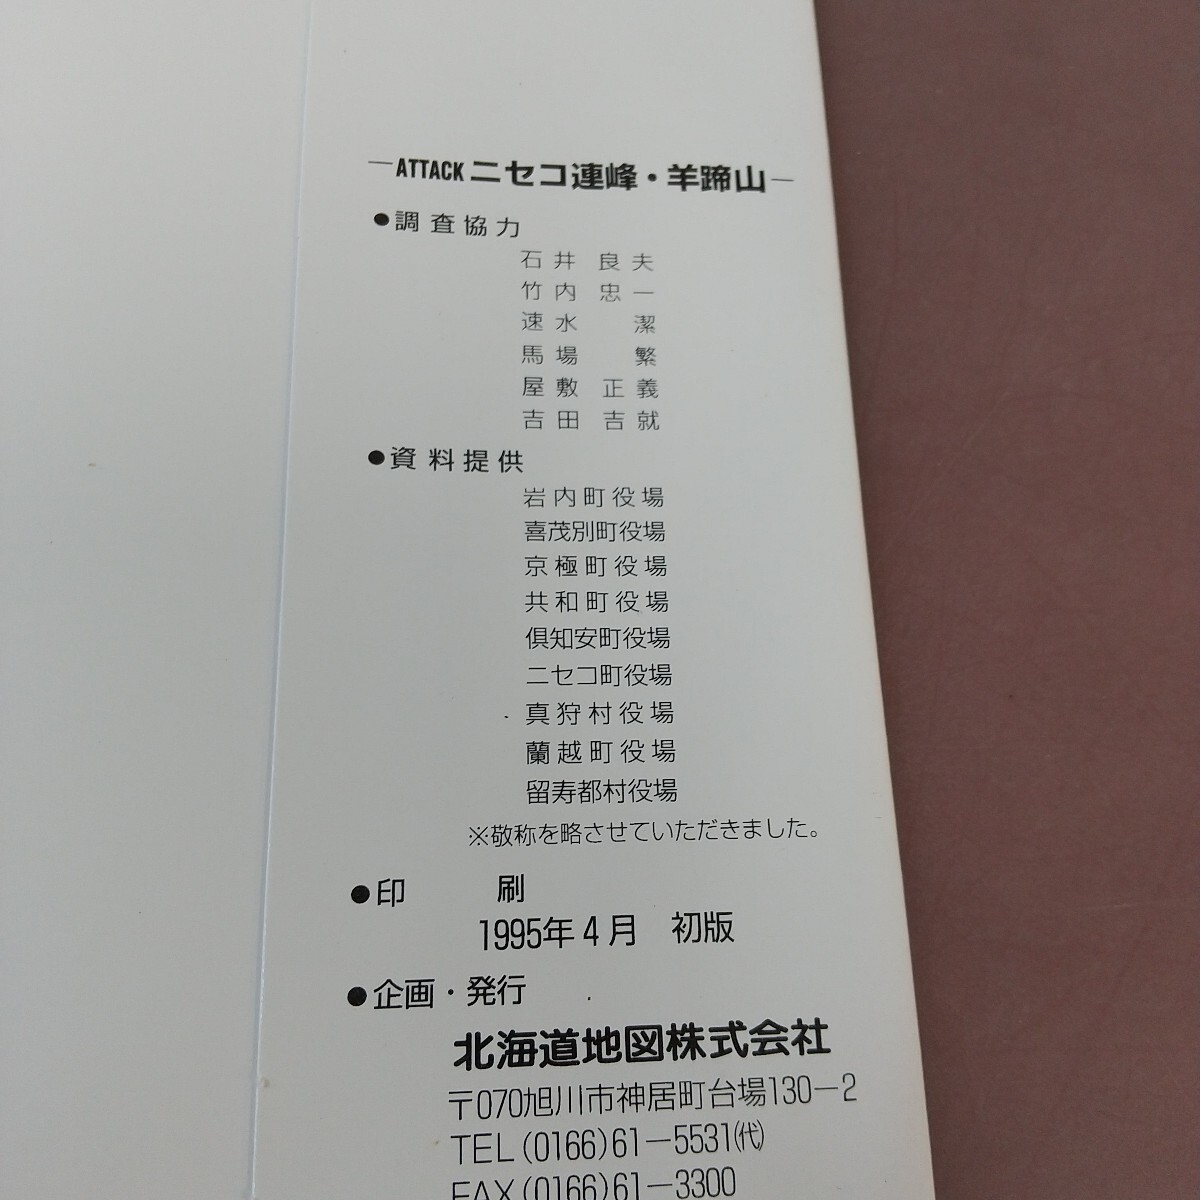 —ATTACK ニセコ連峰・羊蹄山—
●調査協力
石井 良夫
竹内 忠一
速水 潔
馬場 繁
屋敷 正義
吉田 吉就
●資料提供
岩内町役場
喜茂別町役場
京極町役場
共和町役場
倶知安町役場
ニセコ町役場
真狩村役場
蘭越町役場
留寿都村役場
※敬称を略させていただきました。
●印 刷
1995年4月 初版
●企画・発行
北海道地図株式会社
〒070旭川市神居町台場130−2
TEL(0166)61−5531(代)
FAX(0166)61−3300